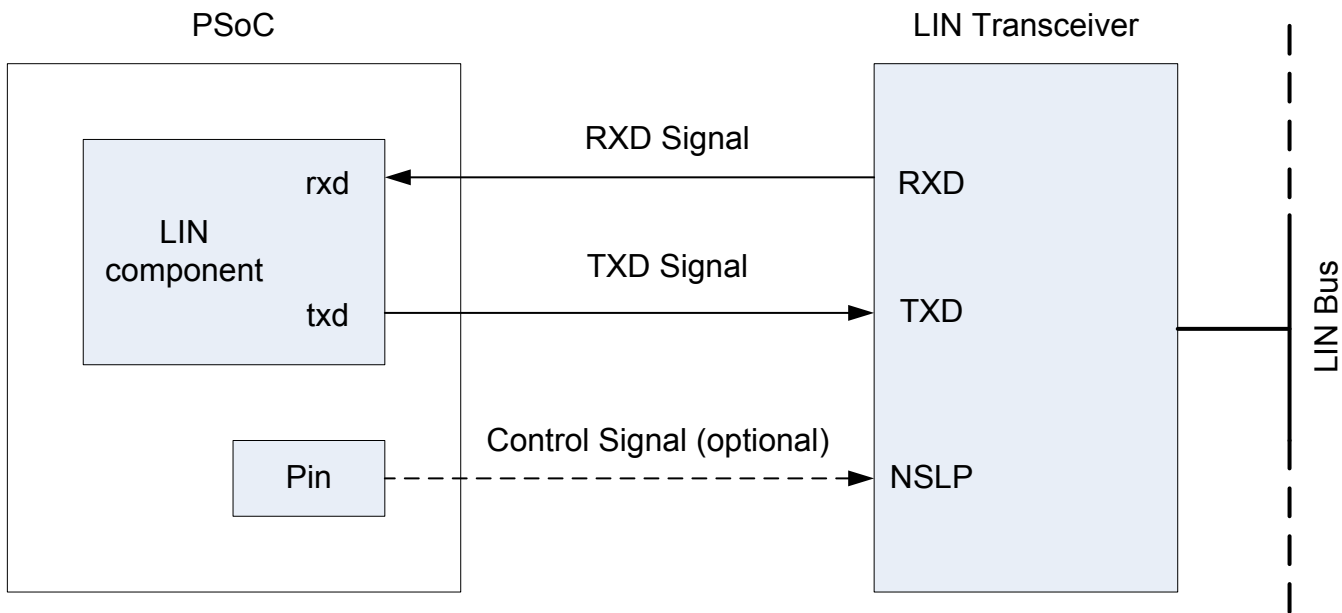 PSoC
LIN Transceiver
RXD Signal
rxd
RXD
LIN
component
TXD Signal
txd
TXD
LIN Bus
Control Signal (optional)
Pin
NSLP